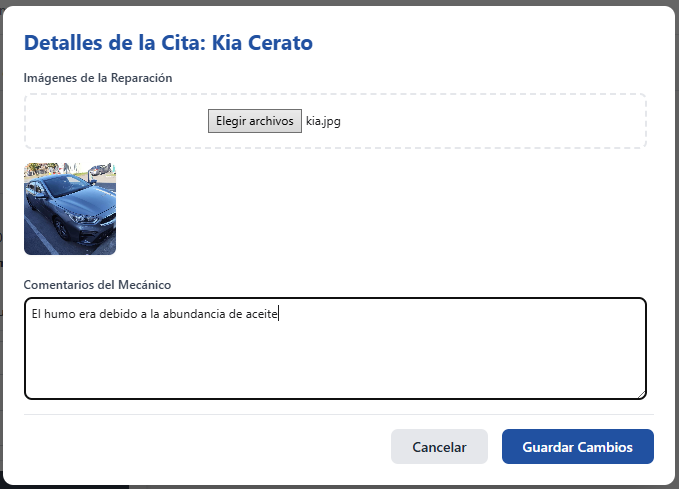 Detalles de la Cita: Kia Cerato
Imágenes de la Reparación
Elegir archivos kia.jpg
Comentarios del Mecánico
El humo era debido a la abundancia de aceite
Cancelar Guardar Cambios